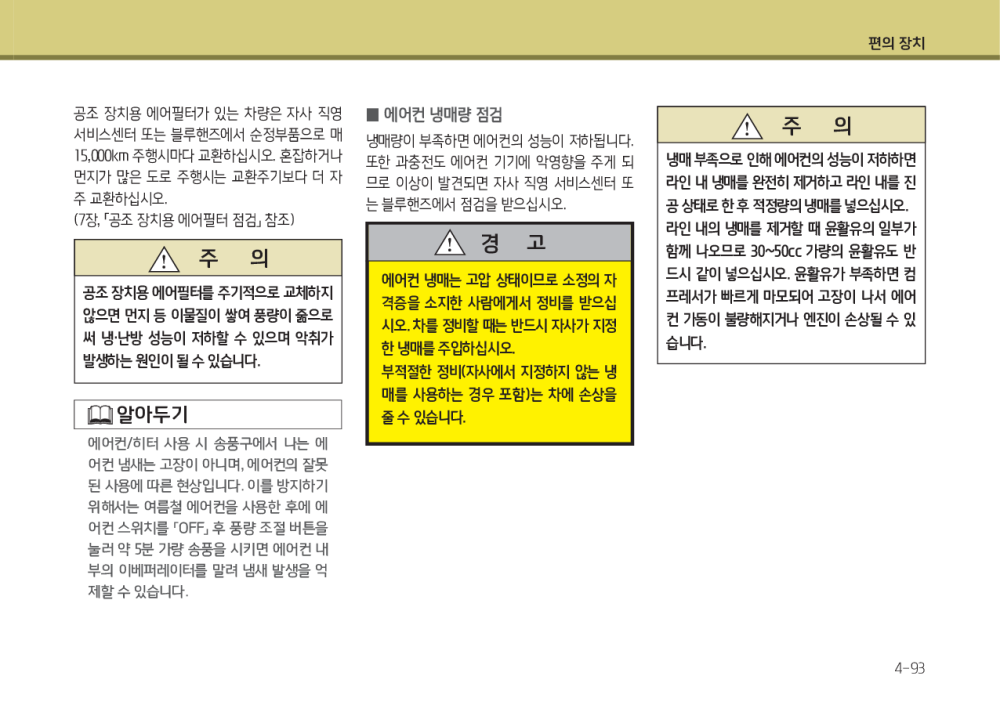 편의 장치
공조 장치용 에어필터가 있는 차량은 자사 직영
서비스센터 또는 블루핸즈에서 순정부품으로 매
15,000km 주행시마다 교환하십시오. 혼잡하거나
먼지가 많은 도로 주행시는 교환주기보다 더 자
주 교환하십시오.
(7장, 「공조 장치용 에어필터 점검」 참조)
주 의
공조 장치용 에어필터를 주기적으로 교체하지
않으면 먼지 등 이물질이 쌓여 풍량이 줆으로
써 냉·난방 성능이 저하할 수 있으며 악취가
발생하는 원인이 될 수 있습니다.
알아두기
에어컨/히터 사용 시 송풍구에서 나는 에
어컨 냄새는 고장이 아니며, 에어컨의 잘못
된 사용에 따른 현상입니다. 이를 방지하기
위해서는 여름철 에어컨을 사용한 후에 에
어컨 스위치를 「OFF」 후 풍량 조절 버튼을
눌러 약 5분 가량 송풍을 시키면 에어컨 내
부의 이베퍼레이터를 말려 냄새 발생을 억
제할 수 있습니다.
■ 에어컨 냉매량 점검
냉매량이 부족하면 에어컨의 성능이 저하됩니다.
또한 과충전도 에어컨 기기에 악영향을 주게 되
므로 이상이 발견되면 자사 직영 서비스센터 또
는 블루핸즈에서 점검을 받으십시오.
경 고
에어컨 냉매는 고압 상태이므로 소정의 자
격증을 소지한 사람에게서 정비를 받으십
시오. 차를 정비할 때는 반드시 자사가 지정
한 냉매를 주입하십시오.
부적절한 정비(자사에서 지정하지 않는 냉
매를 사용하는 경우 포함)는 차에 손상을
줄 수 있습니다.
주 의
냉매 부족으로 인해 에어컨의 성능이 저하하면
라인 내 냉매를 완전히 제거하고 라인 내를 진
공 상태로 한 후 적정량의 냉매를 넣으십시오.
라인 내의 냉매를 제거할 때 윤활유의 일부가
함께 나오므로 30~50cc 가량의 윤활유도 반
드시 같이 넣으십시오. 윤활유가 부족하면 컴
프레서가 빠르게 마모되어 고장이 나서 에어
컨 가동이 불량해지거나 엔진이 손상될 수 있
습니다.
4-93